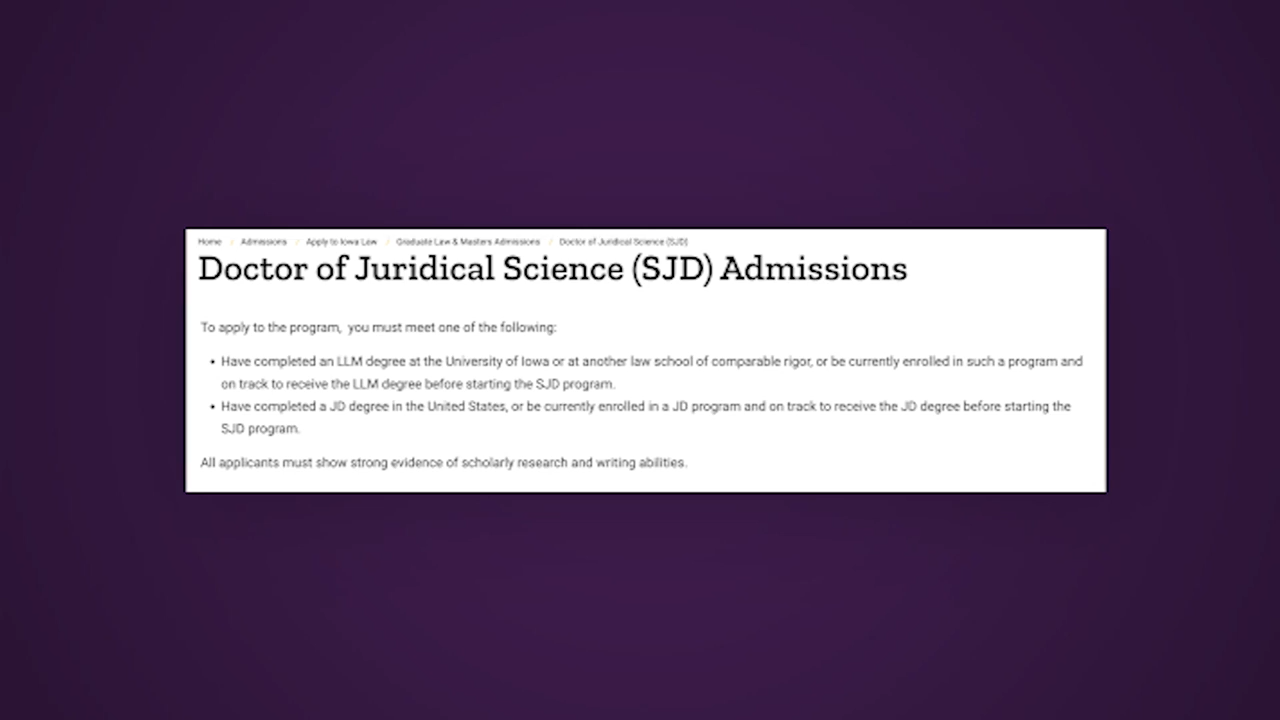 Home / Admissions / Apply to Iowa Law / Graduate Law & Masters Admissions / Doctor of Juridical Science (SJD)
Doctor of Juridical Science (SJD) Admissions
To apply to the program, you must meet one of the following:
• Have completed an LLM degree at the University of Iowa or at another law school of comparable rigor, or be currently enrolled in such a program and
on track to receive the LLM degree before starting the SJD program.
• Have completed a JD degree in the United States, or be currently enrolled in a JD program and on track to receive the JD degree before starting the
SJD program.
All applicants must show strong evidence of scholarly research and writing abilities.